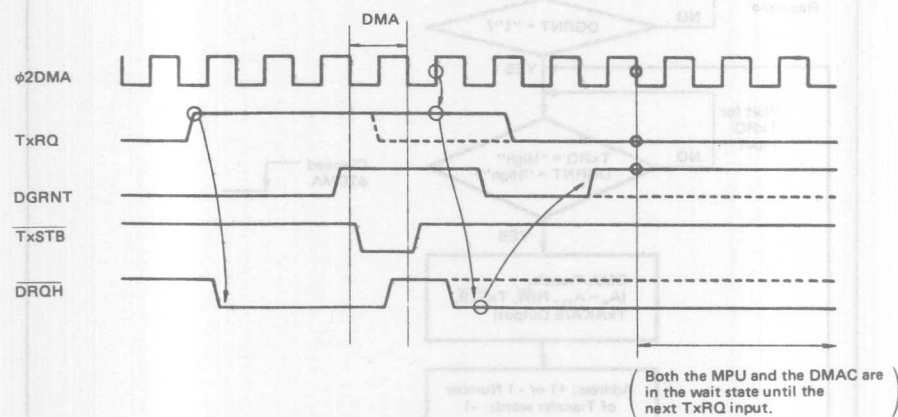 DMA
φ2DMA
TxRQ
DGRNT
TxSTB
DRQH
Both the MPU and the DMAC are
in the wait state until the
next TxRQ input.